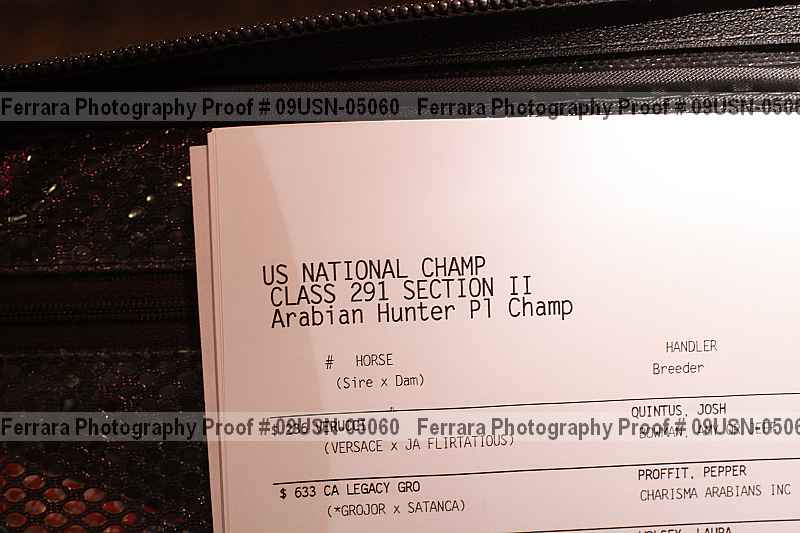 Ferrara Photography Proof # 09USN-05060 Ferrara Photography Proof # 09USN-0506
US NATIONAL CHAMP
CLASS 291 SECTION II
Arabian Hunter Pl Champ
# HORSE HANDLER
(Sire x Dam) Breeder
QUINTUS, JOSH
Ferrara Photography Proof # 09USN-05060 Ferrara Photography Proof # 09USN-0506
(VERSACE x JA FLIRTATIOUS)
$ 633 CA LEGACY GRO PROFFIT, PEPPER
(*GROJOR x SATANCA) CHARISMA ARABIANS INC